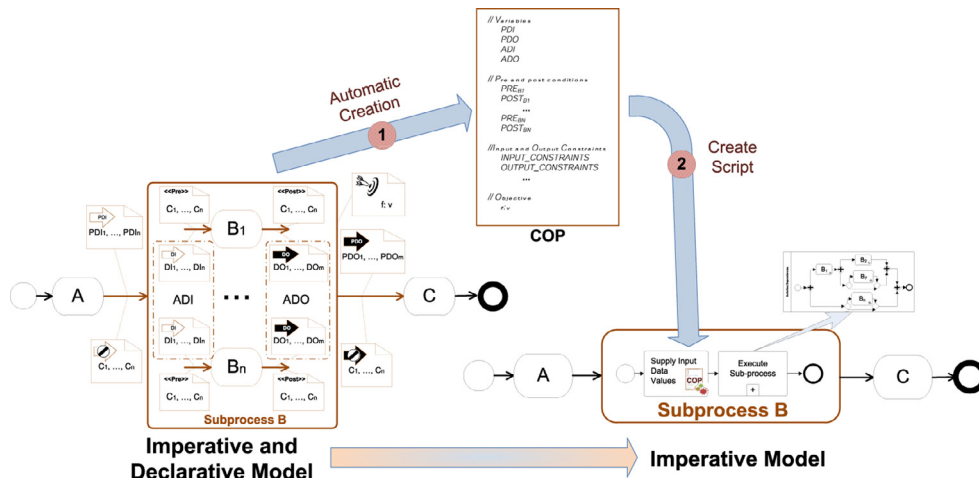 // Variables
PDI
PDO
ADI
ADO
// Pre and post conditions
PRE_B1
POST_B1
...
PRE_BN
POST_BN
//Input and Output Constraints
INPUT_CONSTRAINTS
OUTPUT_CONSTRAINTS
...
// Objective
COP
Automatic
Creation
1
2
Create
Script
<<Pre>>
C1, ..., Cn
<<Post>>
C1, ..., Cn
f: v
PDI
PDI1, ..., PDIn
B1
PDO
PDO1, ..., PDOm
DI
DI1, ..., DIn
DO
DO1, ..., DOm
A
ADI
...
ADO
C
DI
DI1, ..., DIn
DO
DO1, ..., DOm
C1, ..., Cn
C1, ..., Cn
Bn
<<Pre>>
C1, ..., Cn
<<Post>>
C1, ..., Cn
Subprocess B
Imperative and
Declarative Model
A
Supply Input
Data
Values
COP
Execute
Sub-process
+
Subprocess B
C
Imperative Model